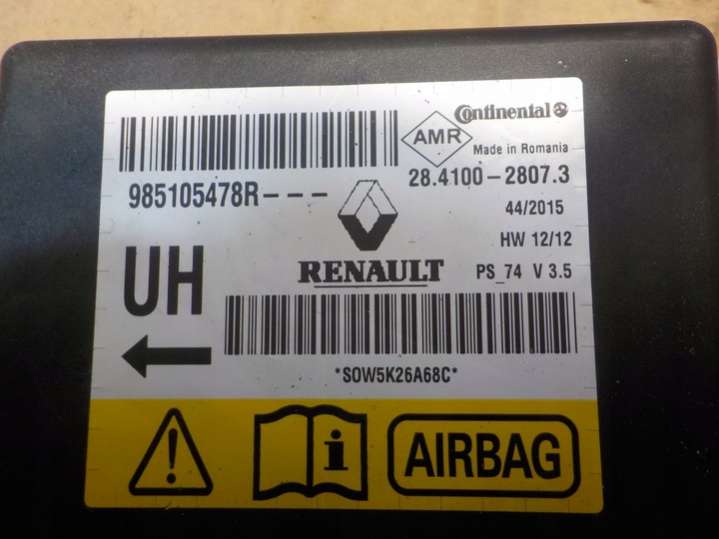 Continental
AMR
Made in Romania
985105478R---
28.4100-2807.3
44/2015
HW 12/12
UH
RENAULT
PS_74 V 3.5
*SOW5K26A68C*
i
AIRBAG